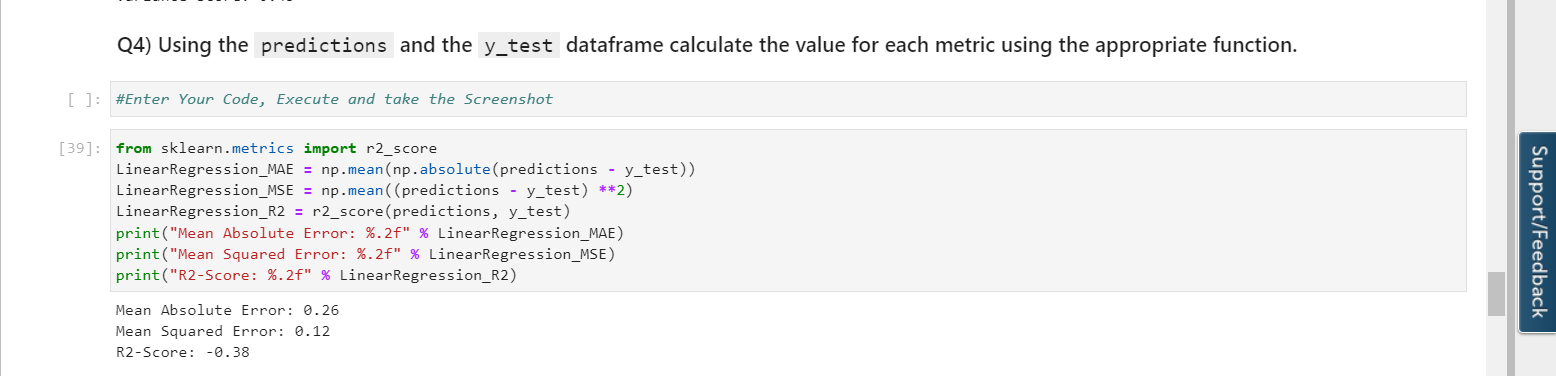 Q4) Using the predictions and the y_test dataframe calculate the value for each metric using the appropriate function.
[ ]: #Enter Your Code, Execute and take the Screenshot
[39]: from sklearn.metrics import r2_score
LinearRegression_MAE = np.mean(np.absolute(predictions - y_test))
LinearRegression_MSE = np.mean((predictions - y_test) **2)
LinearRegression_R2 = r2_score(predictions, y_test)
print("Mean Absolute Error: %.2f" % LinearRegression_MAE)
print("Mean Squared Error: %.2f" % LinearRegression_MSE)
print("R2-Score: %.2f" % LinearRegression_R2)
Mean Absolute Error: 0.26
Mean Squared Error: 0.12
R2-Score: -0.38
Support/Feedback